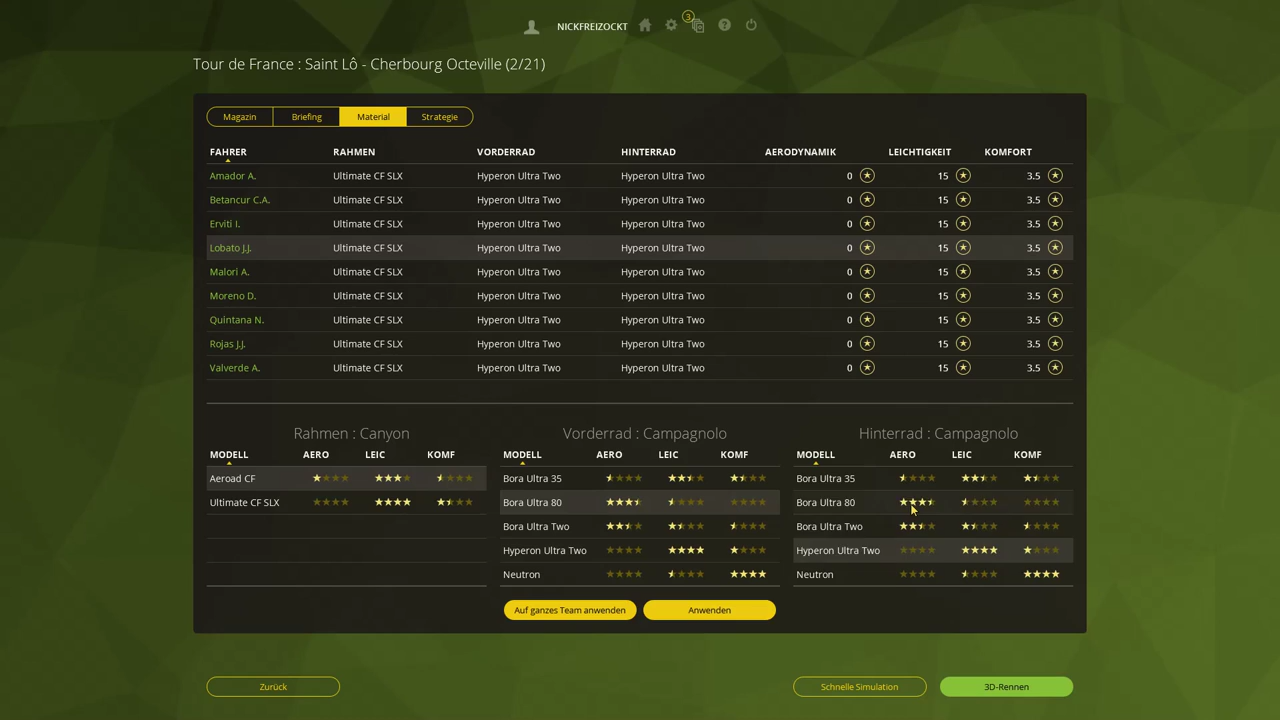 NICKFREIZOCKT 3
Tour de France : Saint Lô - Cherbourg Octeville (2/21)
Magazin Briefing Material Strategie
FAHRER RAHMEN VORDERRAD HINTERRAD AERODYNAMIK LEICHTIGKEIT KOMFORT
Amador A. Ultimate CF SLX Hyperon Ultra Two Hyperon Ultra Two 0 15 3.5
Betancur C.A. Ultimate CF SLX Hyperon Ultra Two Hyperon Ultra Two 0 15 3.5
Erviti I. Ultimate CF SLX Hyperon Ultra Two Hyperon Ultra Two 0 15 3.5
Lobato J.J. Ultimate CF SLX Hyperon Ultra Two Hyperon Ultra Two 0 15 3.5
Malori A. Ultimate CF SLX Hyperon Ultra Two Hyperon Ultra Two 0 15 3.5
Moreno D. Ultimate CF SLX Hyperon Ultra Two Hyperon Ultra Two 0 15 3.5
Quintana N. Ultimate CF SLX Hyperon Ultra Two Hyperon Ultra Two 0 15 3.5
Rojas J.J. Ultimate CF SLX Hyperon Ultra Two Hyperon Ultra Two 0 15 3.5
Valverde A. Ultimate CF SLX Hyperon Ultra Two Hyperon Ultra Two 0 15 3.5
Rahmen : Canyon Vorderrad : Campagnolo Hinterrad : Campagnolo
MODELL AERO LEIC KOMF MODELL AERO LEIC KOMF MODELL AERO LEIC KOMF
Aeroad CF Bora Ultra 35 Bora Ultra 35
Ultimate CF SLX Bora Ultra 80 Bora Ultra 80
Bora Ultra Two Bora Ultra Two
Hyperon Ultra Two Hyperon Ultra Two
Neutron Neutron
Auf ganzes Team anwenden Anwenden
Zurück Schnelle Simulation 3D-Rennen